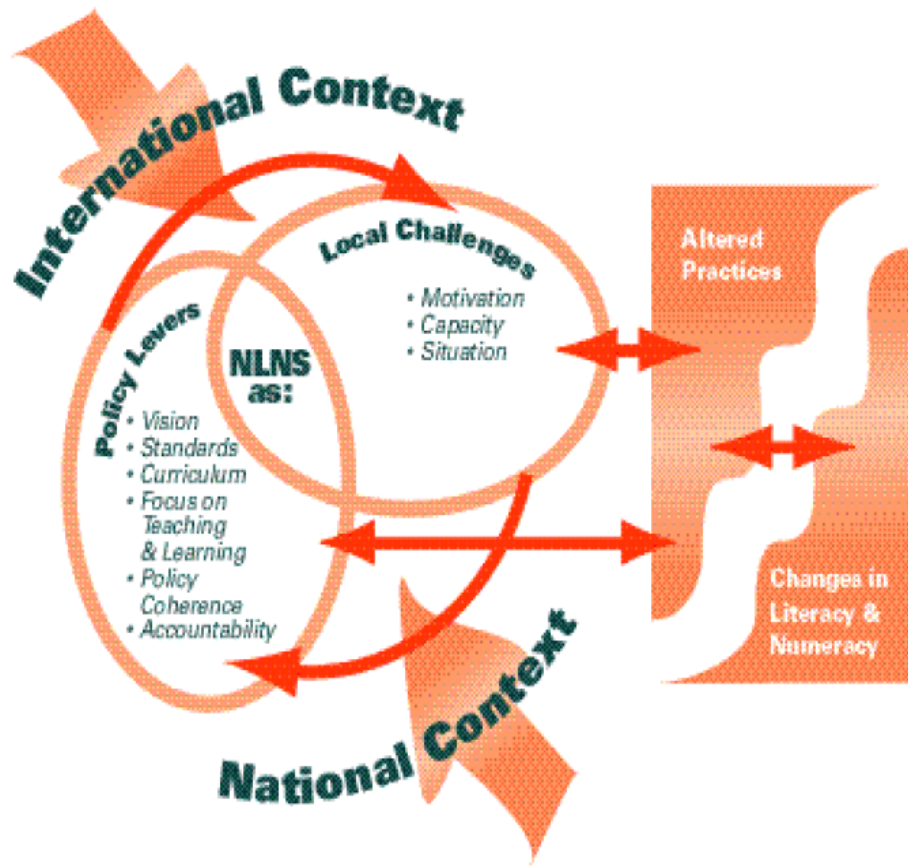 International Context
Local Challenges
• Motivation
• Capacity
• Situation
Policy Levers
NLNS
as:
• Vision
• Standards
• Curriculum
• Focus on
Teaching
& Learning
• Policy
Coherence
• Accountability
National Context
Altered
Practices
Changes in
Literacy &
Numeracy